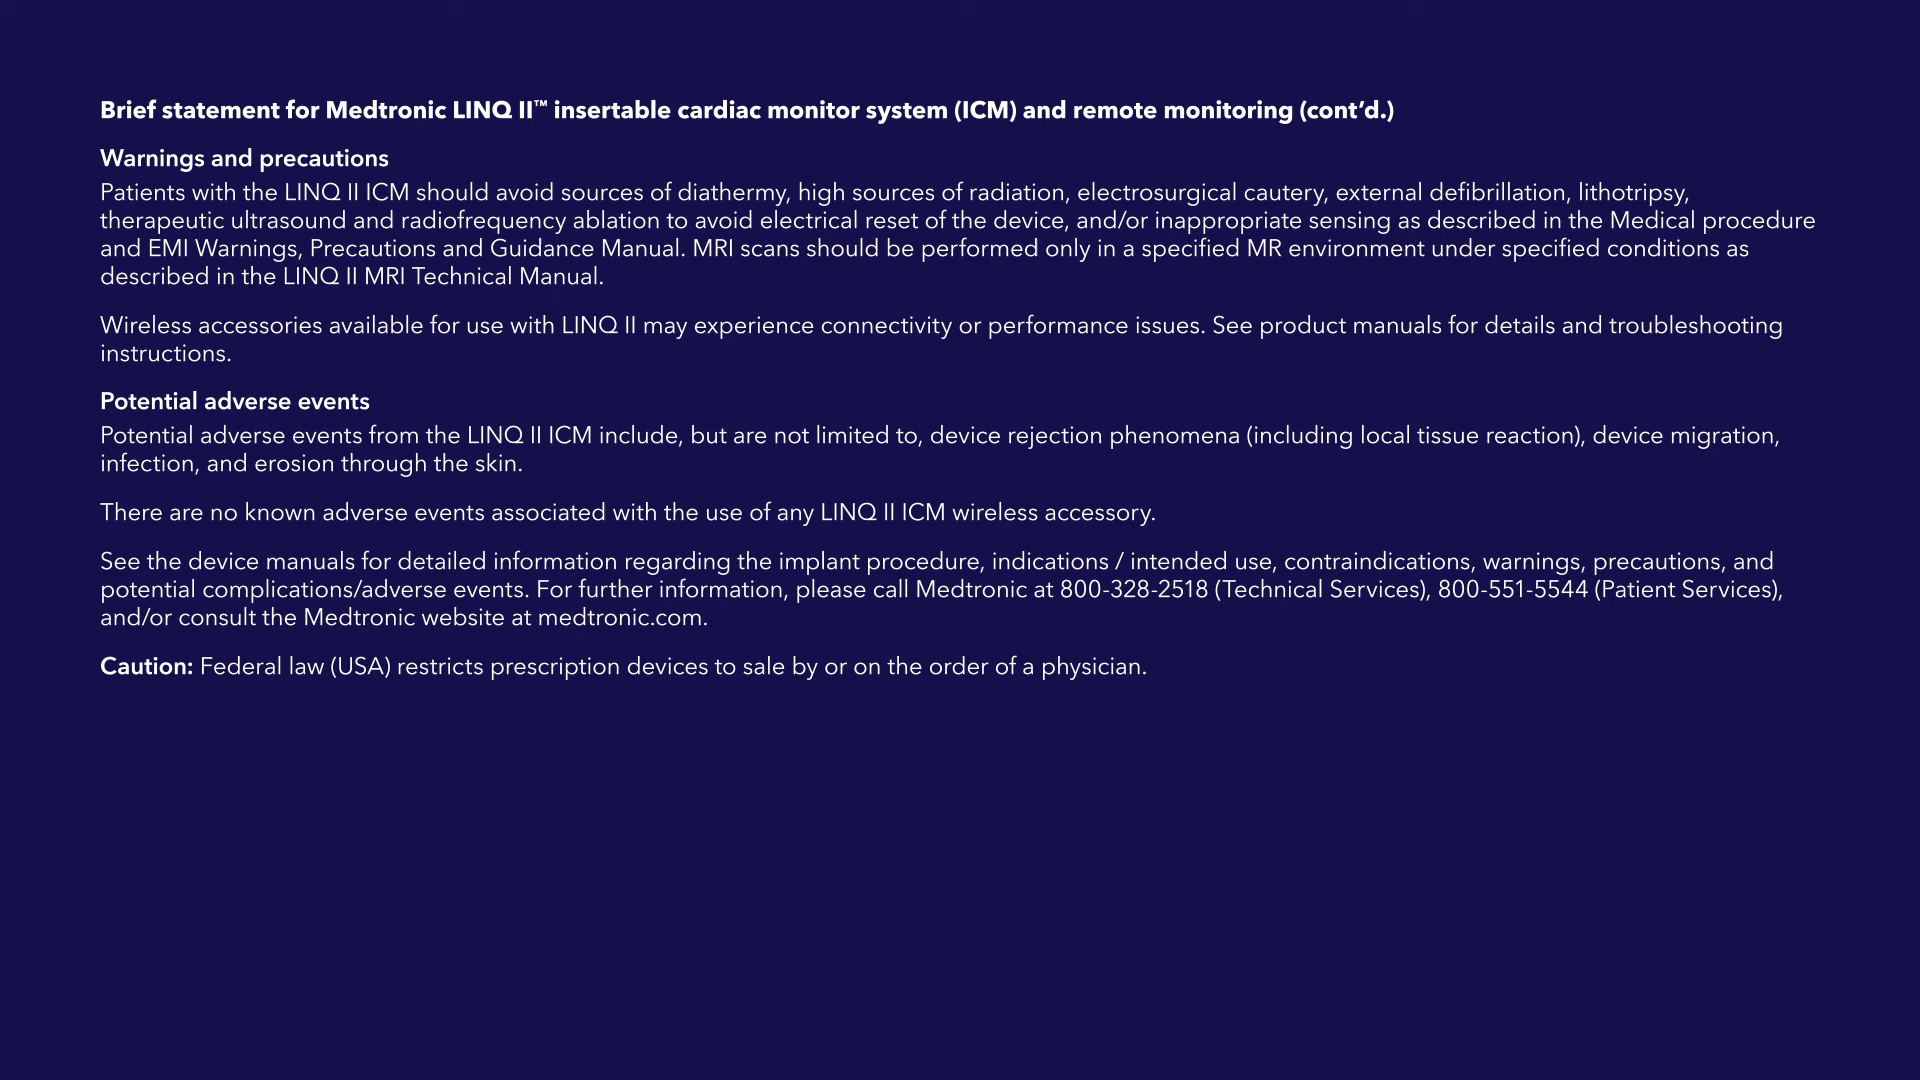 Brief statement for Medtronic LINQ II™ insertable cardiac monitor system (ICM) and remote monitoring (cont’d.)
Warnings and precautions
Patients with the LINQ II ICM should avoid sources of diathermy, high sources of radiation, electrosurgical cautery, external defibrillation, lithotripsy,
therapeutic ultrasound and radiofrequency ablation to avoid electrical reset of the device, and/or inappropriate sensing as described in the Medical procedure
and EMI Warnings, Precautions and Guidance Manual. MRI scans should be performed only in a specified MR environment under specified conditions as
described in the LINQ II MRI Technical Manual.
Wireless accessories available for use with LINQ II may experience connectivity or performance issues. See product manuals for details and troubleshooting
instructions.
Potential adverse events
Potential adverse events from the LINQ II ICM include, but are not limited to, device rejection phenomena (including local tissue reaction), device migration,
infection, and erosion through the skin.
There are no known adverse events associated with the use of any LINQ II ICM wireless accessory.
See the device manuals for detailed information regarding the implant procedure, indications / intended use, contraindications, warnings, precautions, and
potential complications/adverse events. For further information, please call Medtronic at 800-328-2518 (Technical Services), 800-551-5544 (Patient Services),
and/or consult the Medtronic website at medtronic.com.
Caution: Federal law (USA) restricts prescription devices to sale by or on the order of a physician.